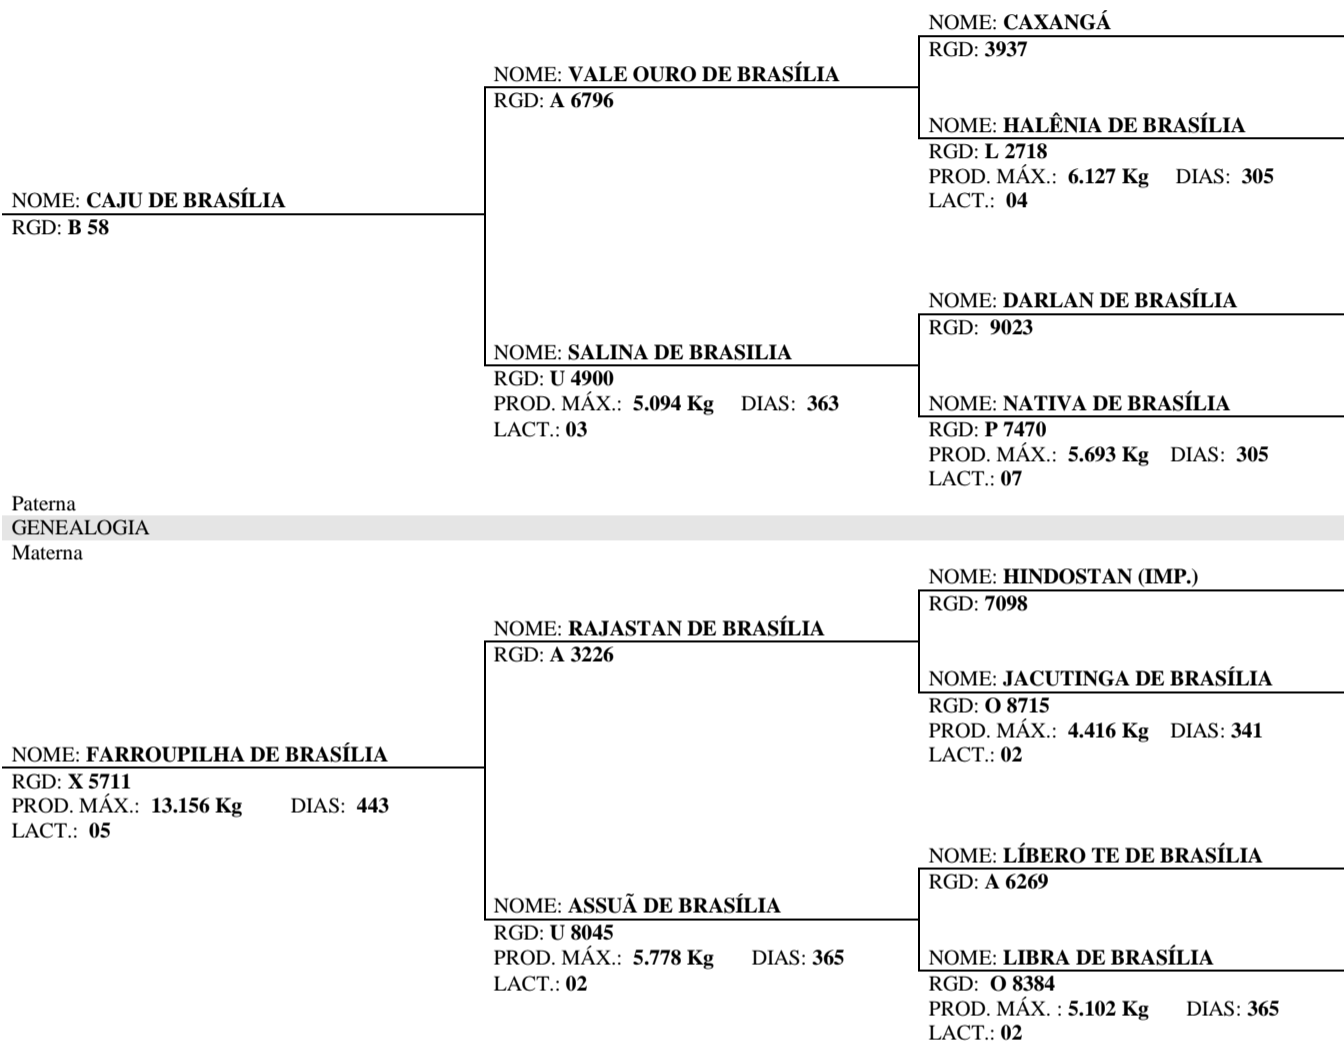 NOME: CAXANGÁ
RGD: 3937
NOME: VALE OURO DE BRASÍLIA
RGD: A 6796
NOME: HALÊNIA DE BRASÍLIA
RGD: L 2718
PROD. MÁX.: 6.127 Kg DIAS: 305
LACT.: 04
NOME: CAJU DE BRASÍLIA
RGD: B 58
NOME: DARLAN DE BRASÍLIA
RGD: 9023
NOME: SALINA DE BRASILIA
RGD: U 4900
PROD. MÁX.: 5.094 Kg DIAS: 363
LACT.: 03
NOME: NATIVA DE BRASÍLIA
RGD: P 7470
PROD. MÁX.: 5.693 Kg DIAS: 305
LACT.: 07
Paterna
GENEALOGIA
Materna
NOME: HINDOSTAN (IMP.)
RGD: 7098
NOME: RAJASTAN DE BRASÍLIA
RGD: A 3226
NOME: JACUTINGA DE BRASÍLIA
RGD: O 8715
PROD. MÁX.: 4.416 Kg DIAS: 341
LACT.: 02
NOME: FARROUPILHA DE BRASÍLIA
RGD: X 5711
PROD. MÁX.: 13.156 Kg DIAS: 443
LACT.: 05
NOME: LÍBERO TE DE BRASÍLIA
RGD: A 6269
NOME: ASSUÃ DE BRASÍLIA
RGD: U 8045
PROD. MÁX.: 5.778 Kg DIAS: 365
LACT.: 02
NOME: LIBRA DE BRASÍLIA
RGD: O 8384
PROD. MÁX. : 5.102 Kg DIAS: 365
LACT.: 02